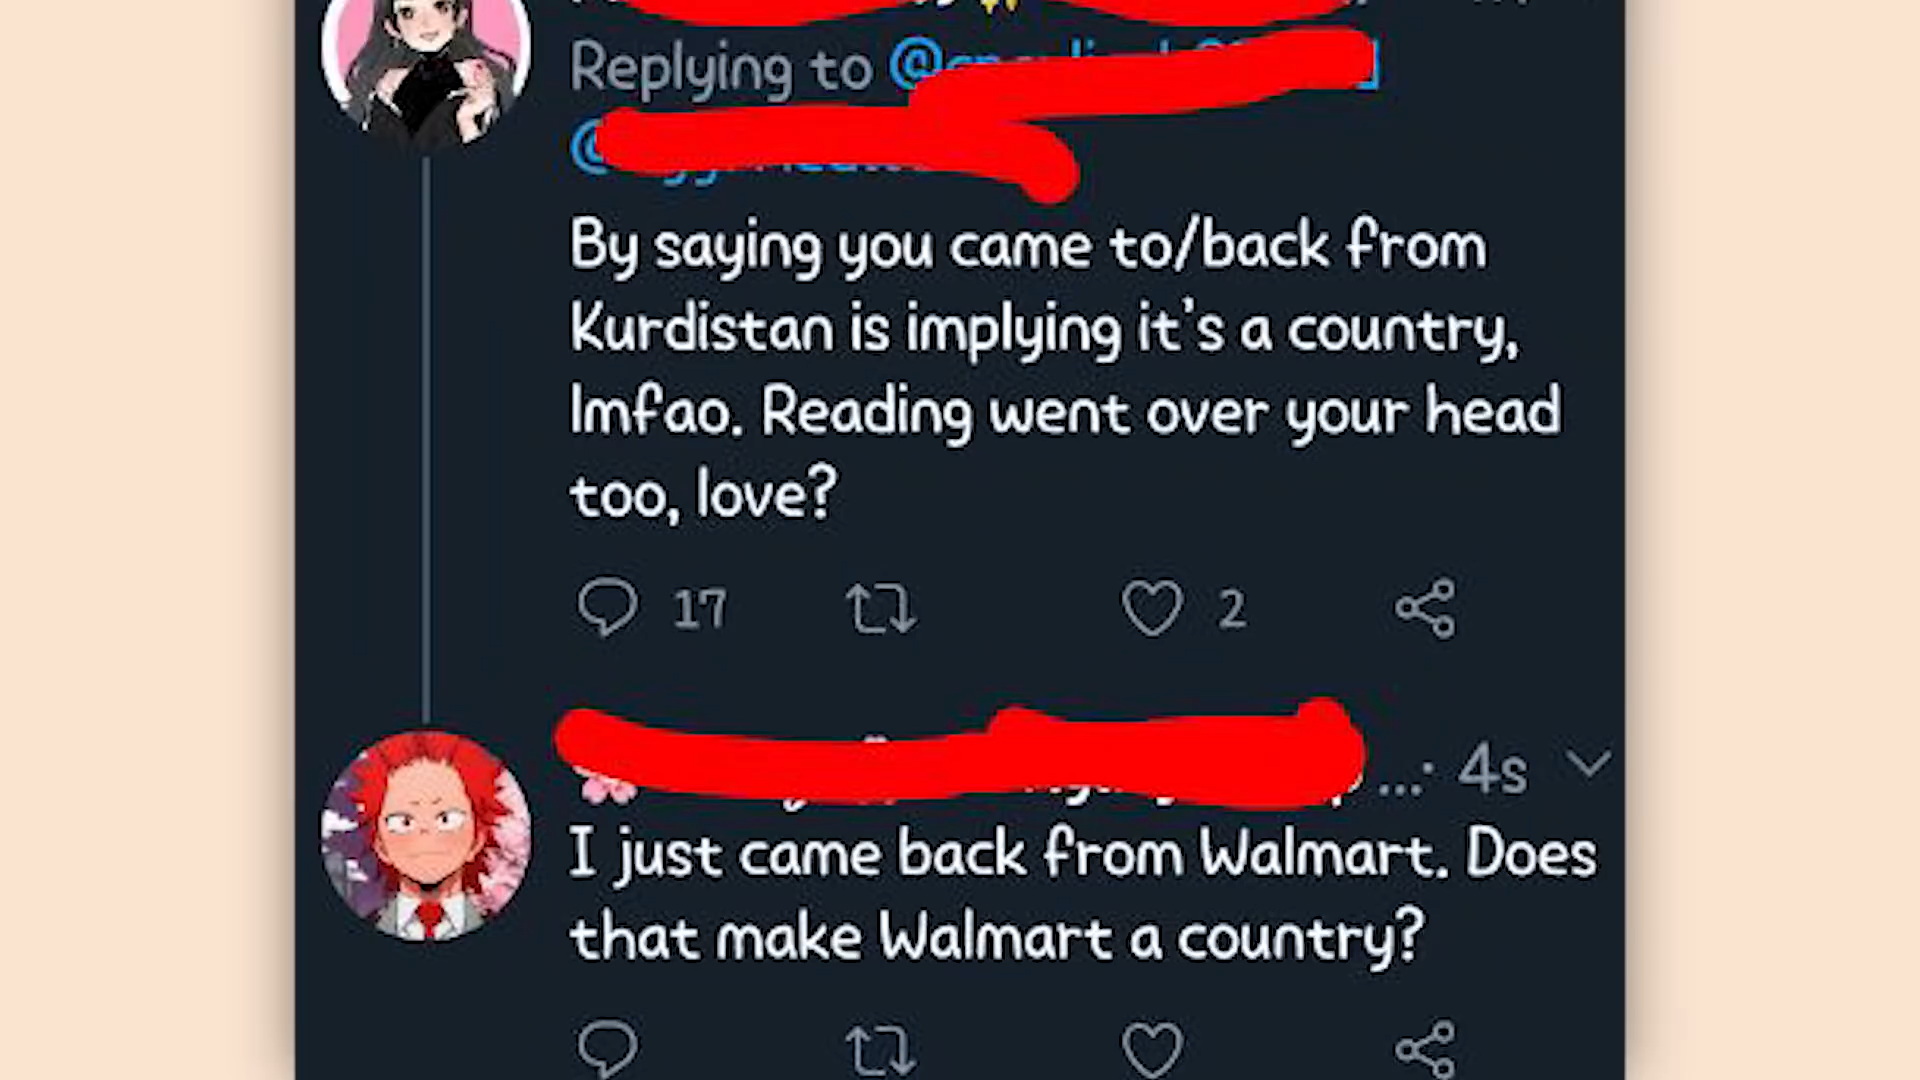 Replying to
By saying you came to/back from
Kurdistan is implying it's a country,
lmfao. Reading went over your head
too, love?
17 2
...· 4s
I just came back from Walmart. Does
that make Walmart a country?